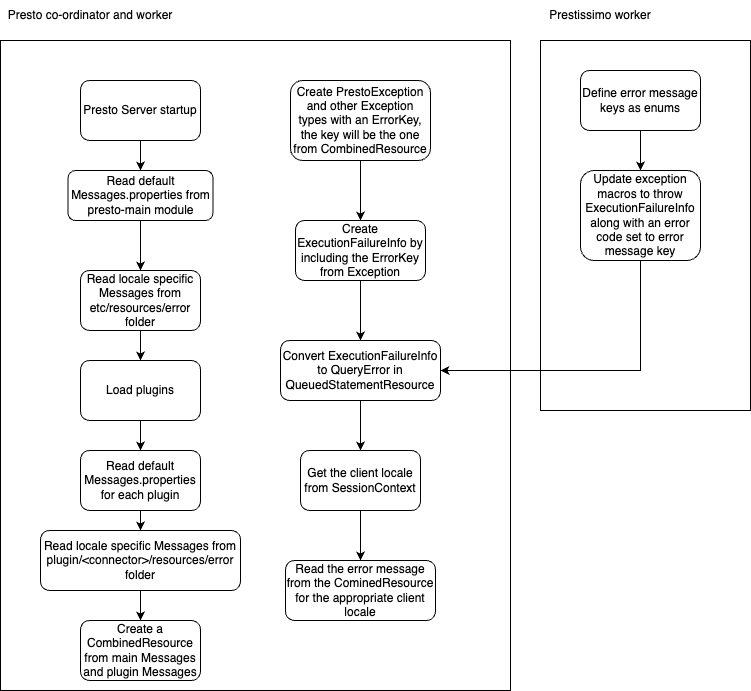 Presto co-ordinator and worker
Presto Server startup
Read default
Messages.properties from
presto-main module
Read locale specific
Messages from
etc/resources/error
folder
Load plugins
Read default
Messages.properties
for each plugin
Read locale specific Messages from
plugin/<connector>/resources/error
folder
Create a
CombinedResource
from main Messages
and plugin Messages
Create PrestoException
and other Exception
types with an ErrorKey,
the key will be the one
from CombinedResource
Create
ExecutionFailureInfo by
including the ErrorKey
from Exception
Convert ExecutionFailureInfo
to QueryError in
QueuedStatementResource
Get the client locale
from SessionContext
Read the error message
from the CominedResource
for the appropriate client
locale
Prestissimo worker
Define error message
keys as enums
Update exception
macros to throw
ExecutionFailureInfo
along with an error
code set to error
message key